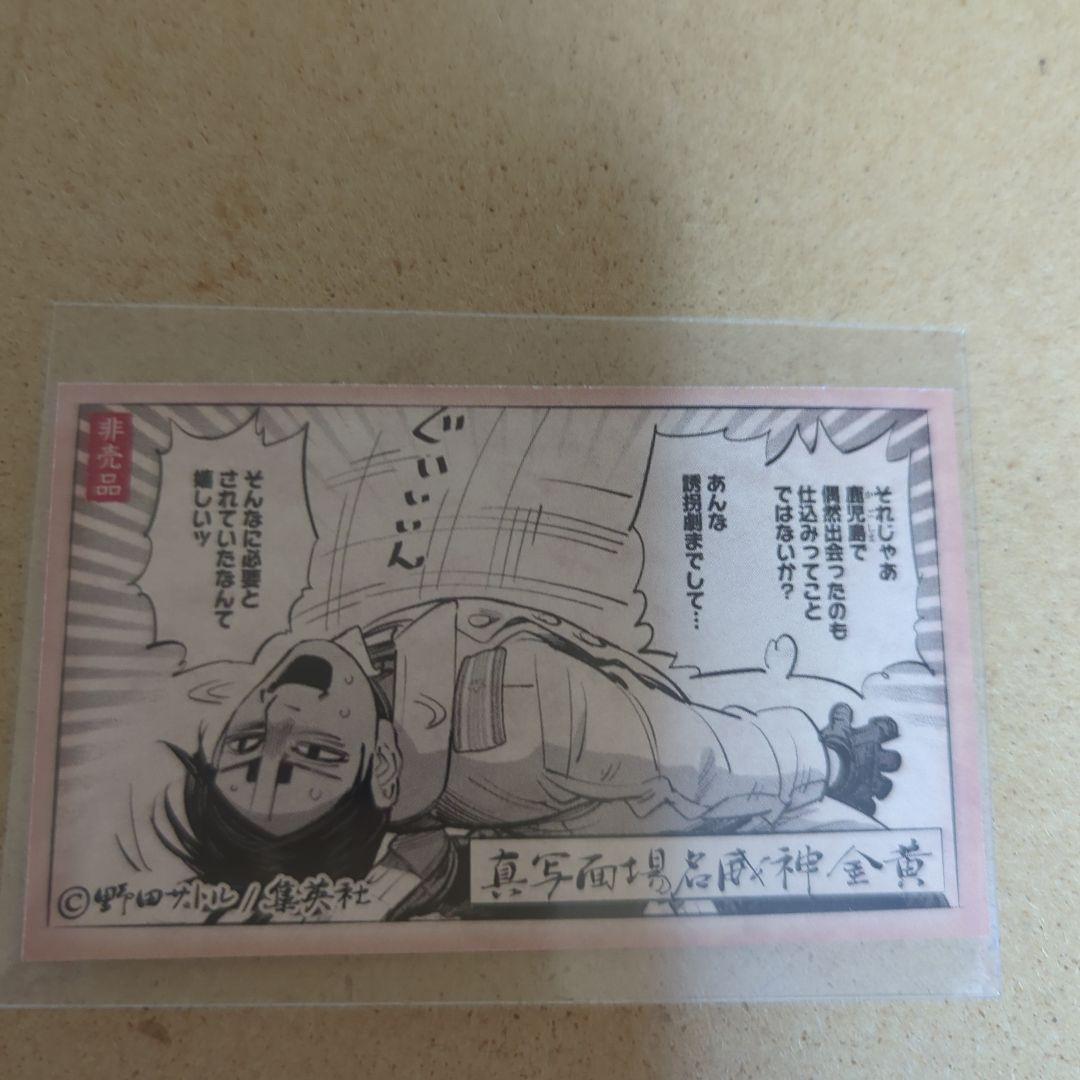 非売品
それじゃあ
鹿児島で
かごしま
偶然出会ったのも
仕込みってこと
ではないか?
あんな
誘拐劇までして…
ぐいいいん
そんなに必要と
されていたなんて
嬉しいッ
真写面場名威神金黄
©野田サトル/集英社